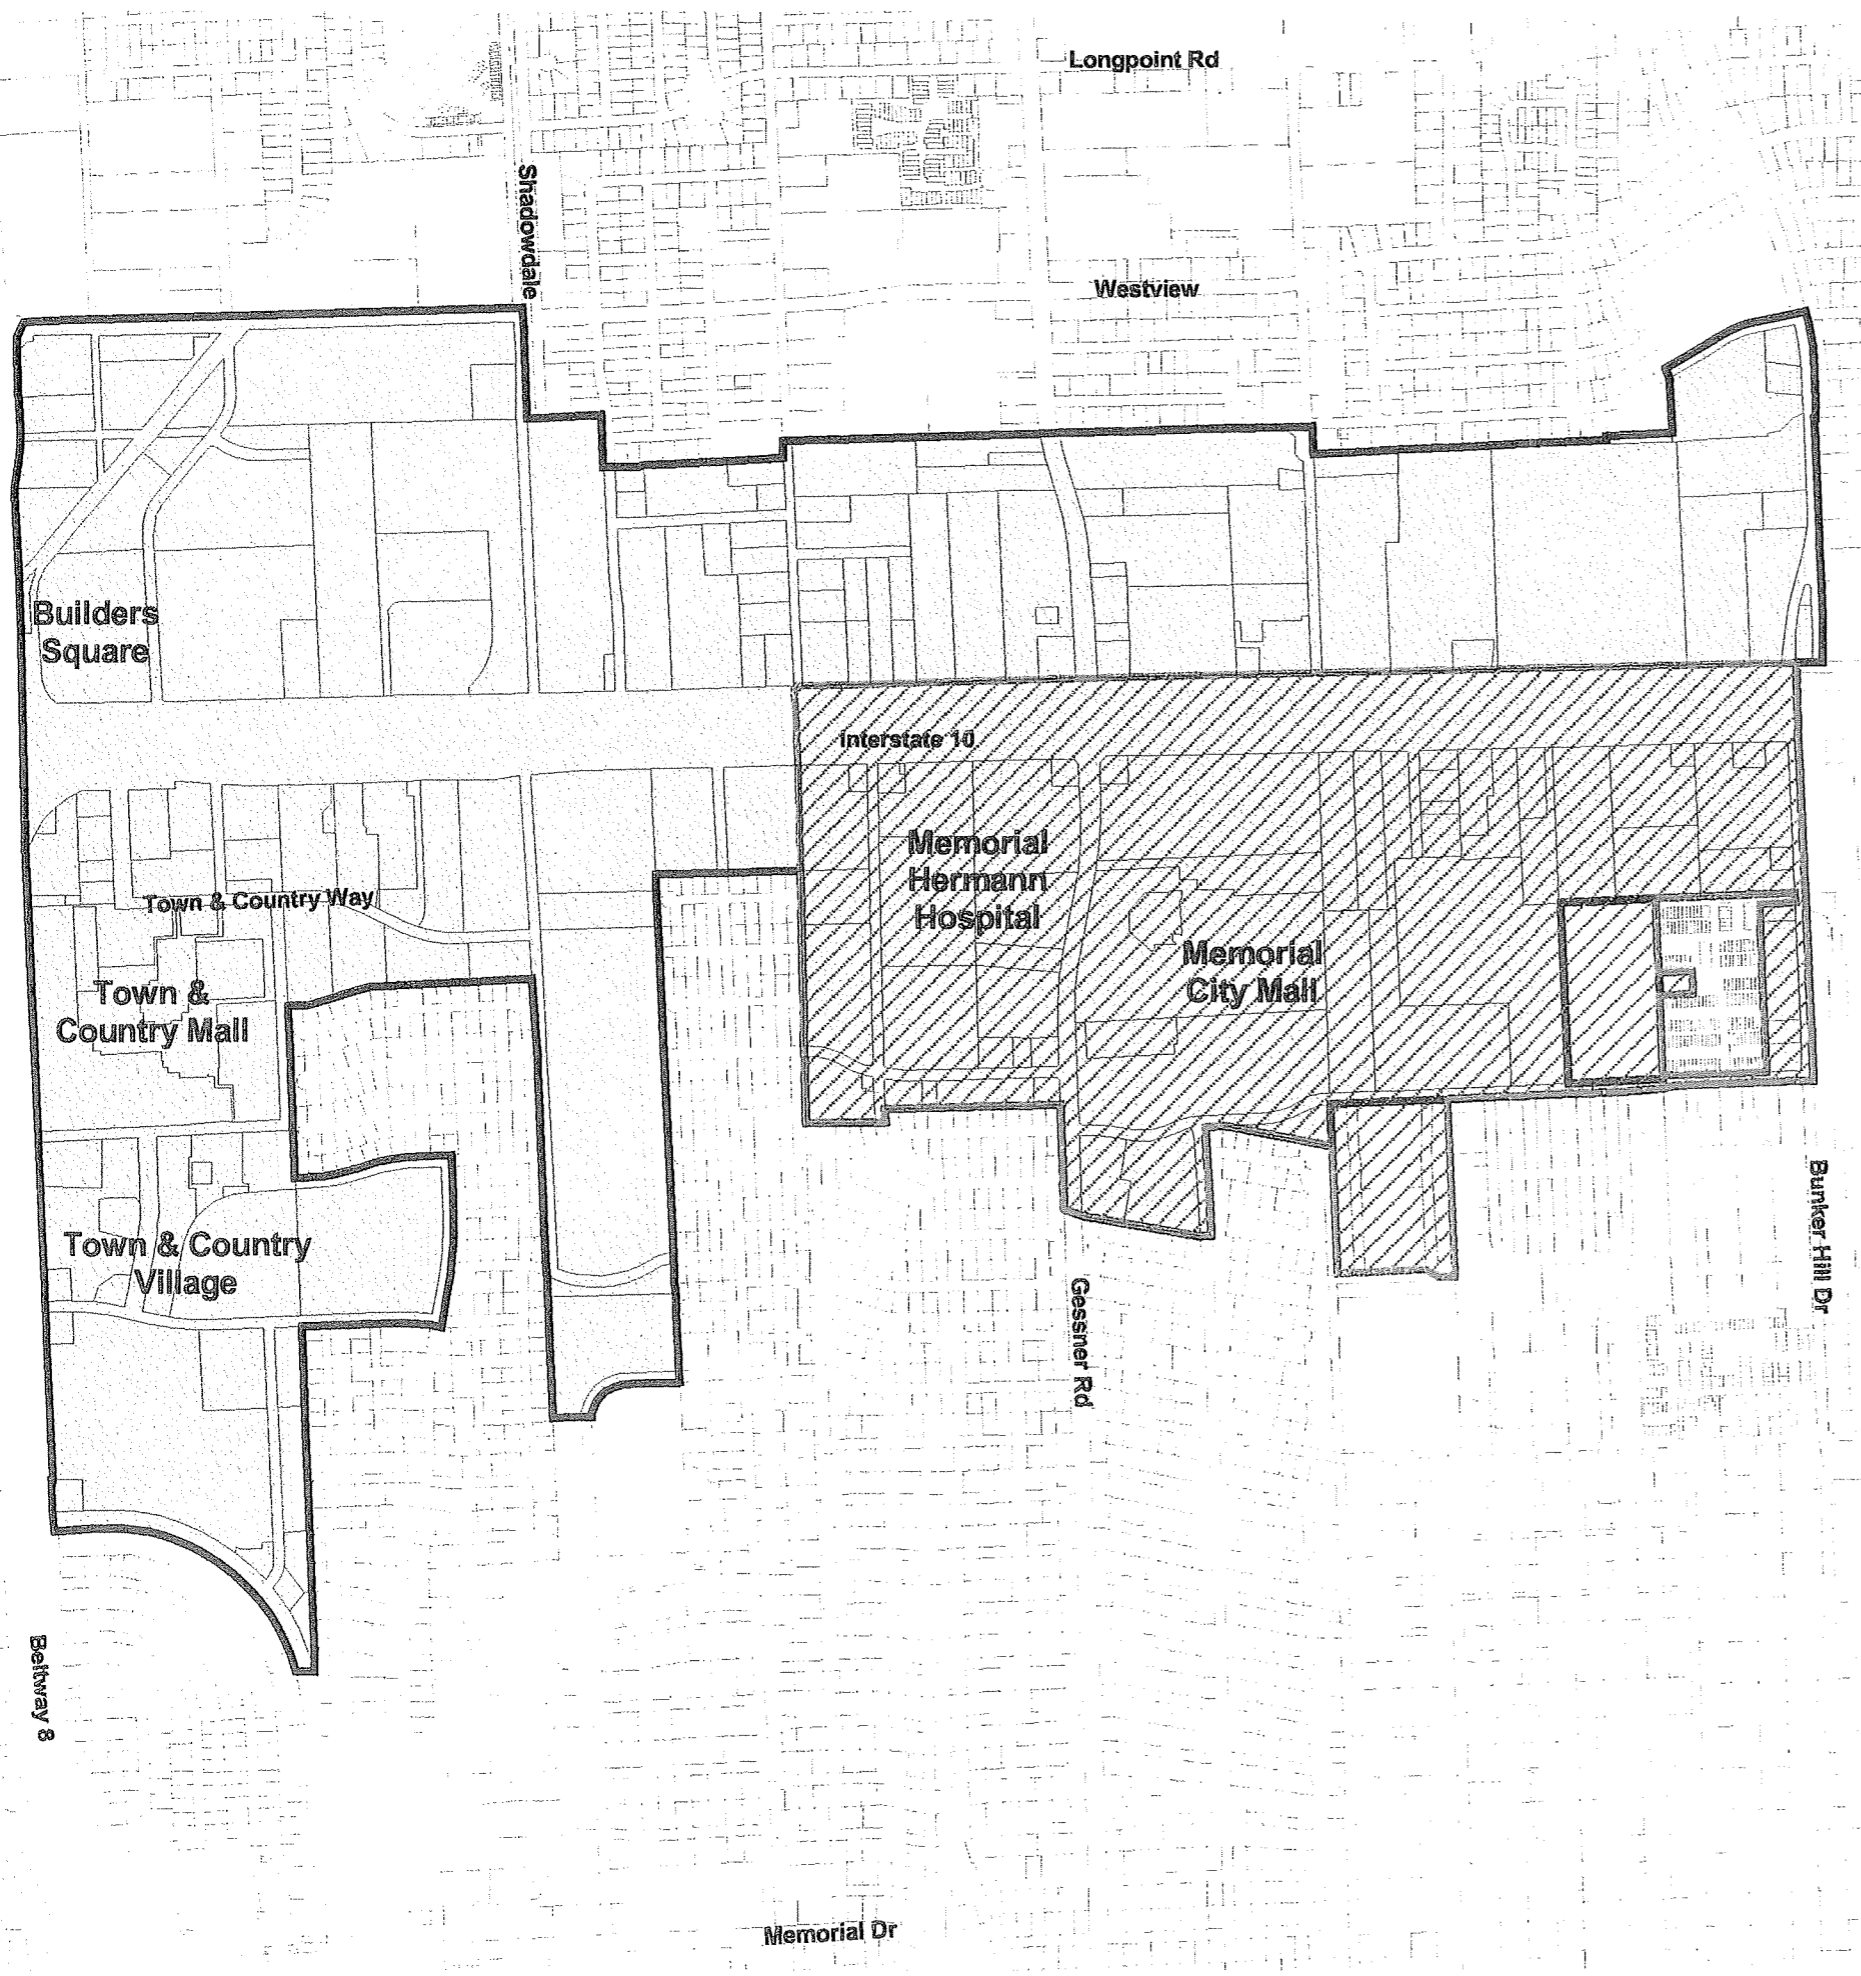 Longpoint Rd
Shadowdale
Westview
Builders
Square
Interstate 10
Memorial
Hermann
Hospital
Town & Country Way
Memorial
City Mall
Town &
Country Mall
Bunker Hill Dr
Town & Country
Village
Gessner Rd
Beltway 8
Memorial Dr